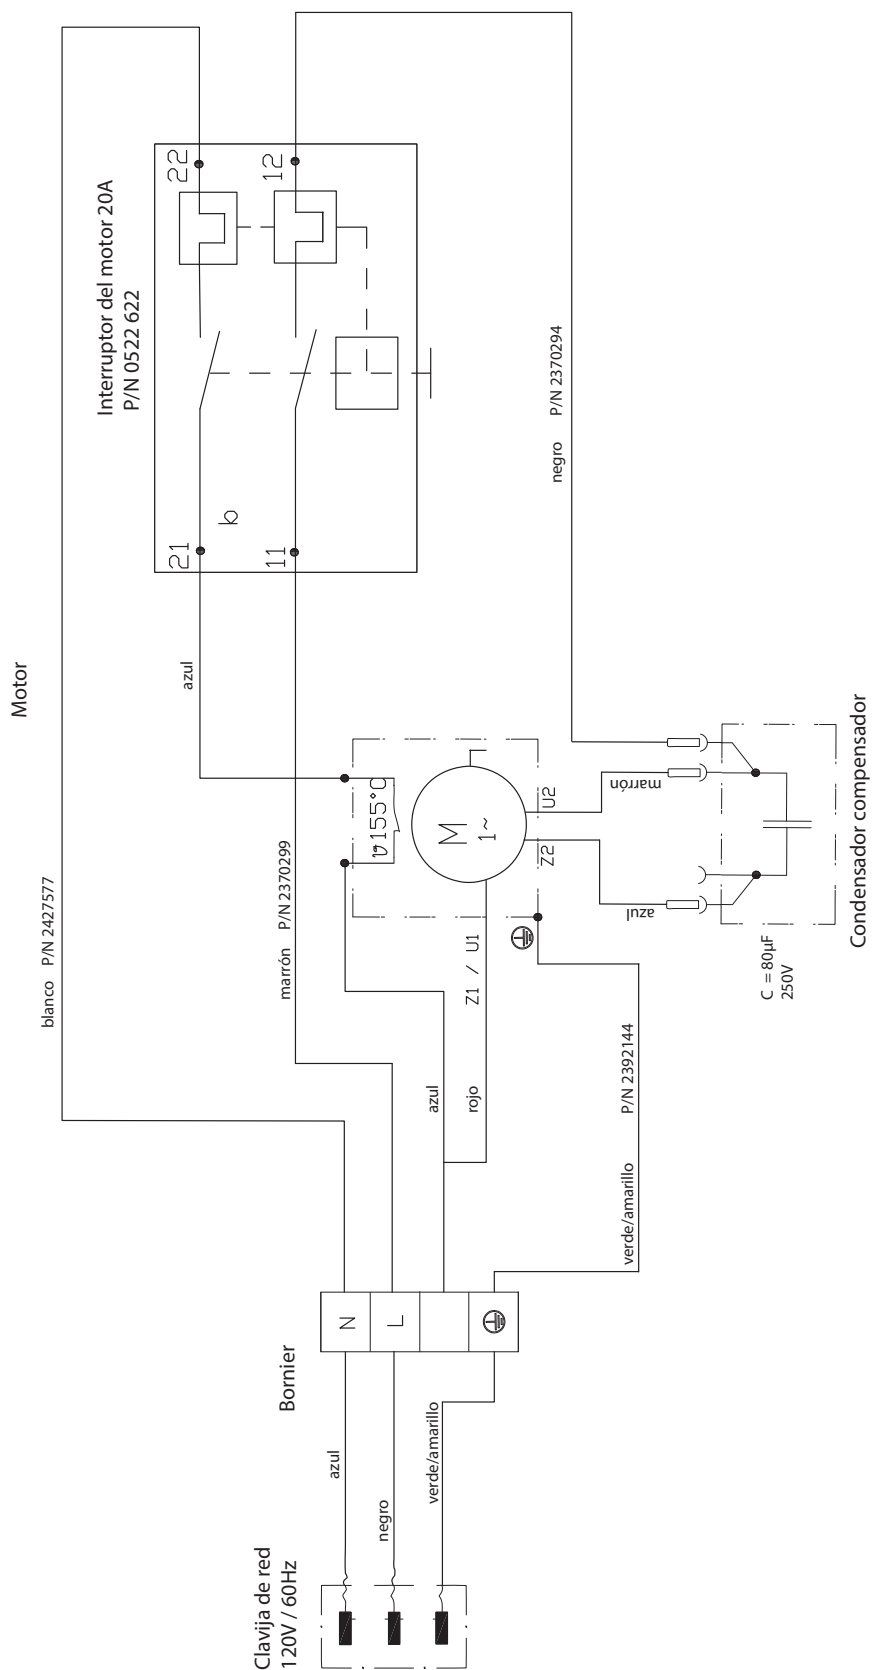 Motor
Interruptor del motor 20A
P/N 0522 622
22
12
21
11
b
blanco P/N 2427577
azul
marrón P/N 2370299
negro P/N 2370294
ϑ155°C
M
1~
U2
Z2
Z1 / U1
marrón
azul
C = 80µF
250V
Condensador compensador
azul
rojo
verde/amarillo P/N 2392144
Bornier
N
L
azul
negro
verde/amarillo
Clavija de red
120V / 60Hz